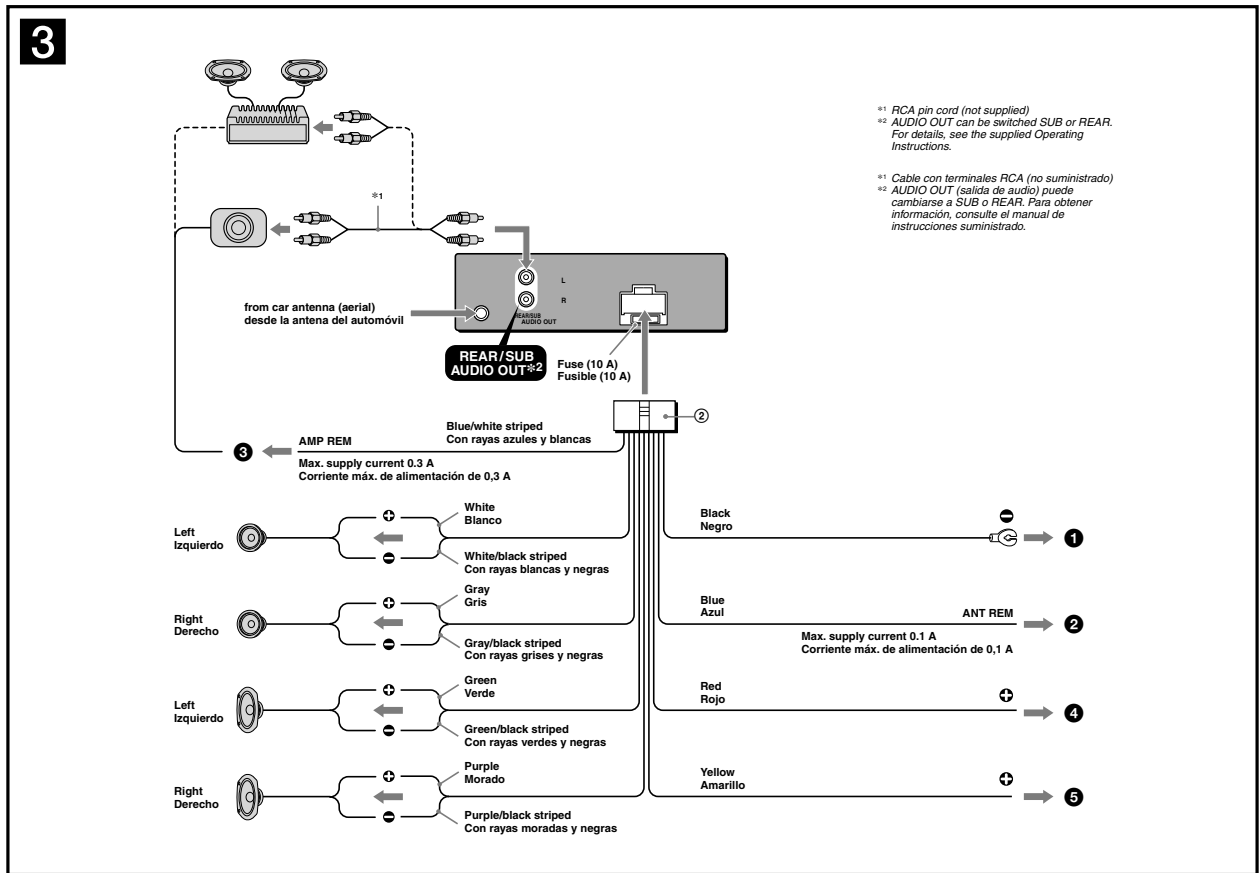 3
*1 RCA pin cord (not supplied)
*2 AUDIO OUT can be switched SUB or REAR.
For details, see the supplied Operating
Instructions.
*1 Cable con terminales RCA (no suministrado)
*2 AUDIO OUT (salida de audio) puede
cambiarse a SUB o REAR. Para obtener
información, consulte el manual de
instrucciones suministrado.
*1
L
R
REAR/SUB
AUDIO OUT
from car antenna (aerial)
desde la antena del automóvil
REAR/SUB
AUDIO OUT*2
Fuse (10 A)
Fusible (10 A)
②
Blue/white striped
Con rayas azules y blancas
❸
AMP REM
Max. supply current 0.3 A
Corriente máx. de alimentación de 0,3 A
Left
Izquierdo
+
−
White
Blanco
White/black striped
Con rayas blancas y negras
Black
Negro
−
❶
Right
Derecho
+
−
Gray
Gris
Gray/black striped
Con rayas grises y negras
Blue
Azul
ANT REM
❷
Max. supply current 0.1 A
Corriente máx. de alimentación de 0,1 A
Left
Izquierdo
+
−
Green
Verde
Green/black striped
Con rayas verdes y negras
Red
Rojo
+
❹
Right
Derecho
+
−
Purple
Morado
Purple/black striped
Con rayas moradas y negras
Yellow
Amarillo
+
❺